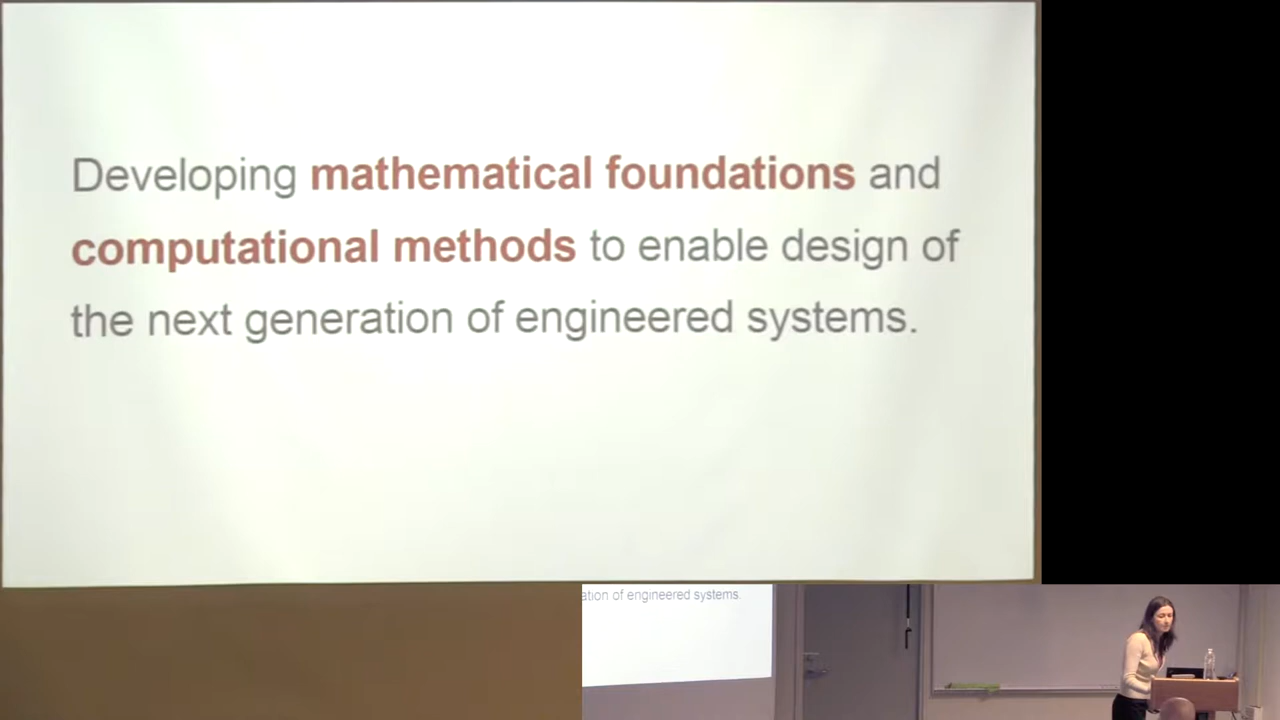 Developing mathematical foundations and
computational methods to enable design of
the next generation of engineered systems.
ation of engineered systems.